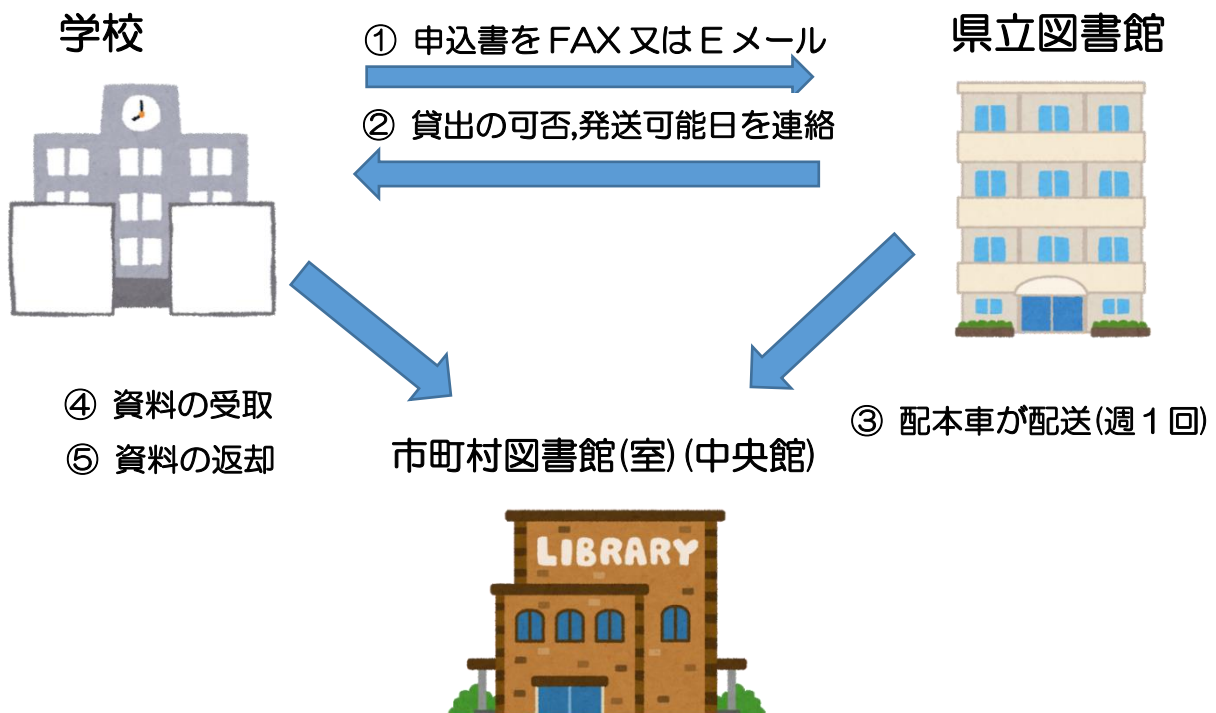 学校
県立図書館
① 申込書をFAX又はEメール
② 貸出の可否,発送可能日を連絡
④ 資料の受取
⑤ 資料の返却
③ 配本車が配送(週1回)
市町村図書館(室)(中央館)
LIBRARY